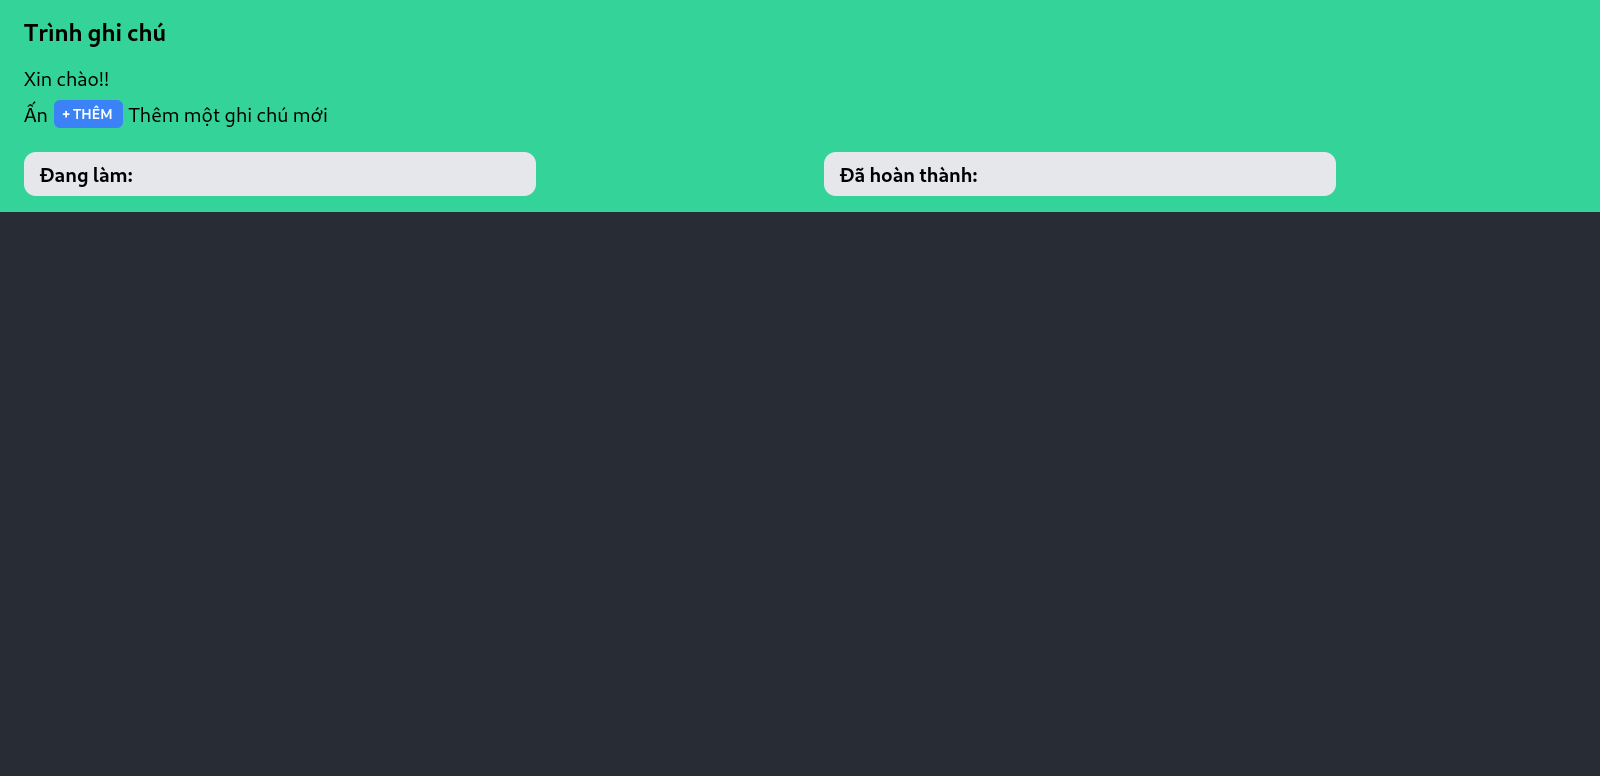 Trình ghi chú
Xin chào!!
Ấn + THÊM Thêm một ghi chú mới
Đang làm:
Đã hoàn thành: